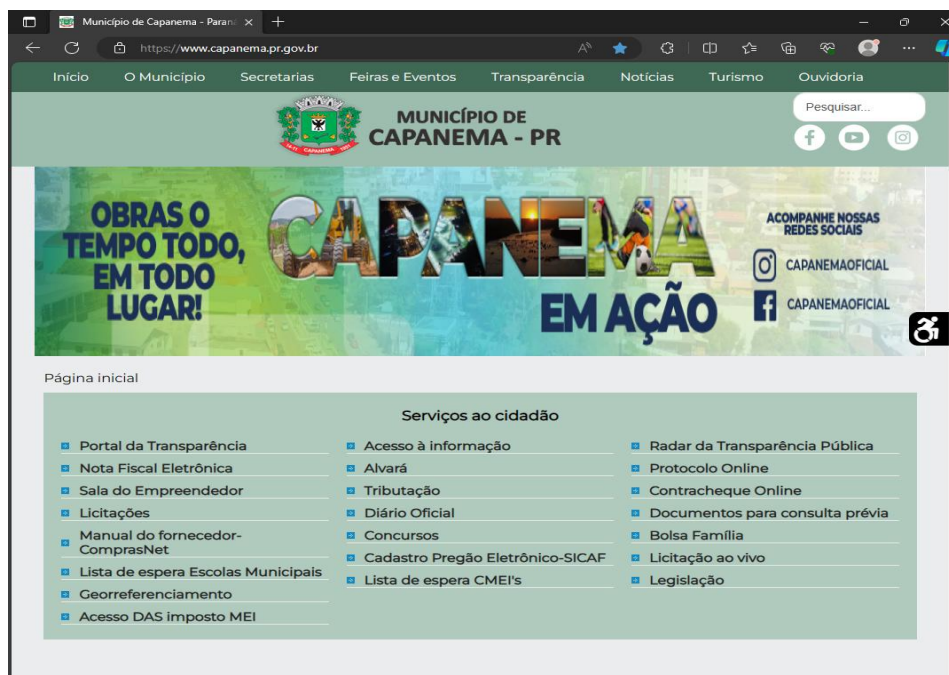 Município de Capanema - Paran
https://www.capanema.pr.gov.br
Início O Município Secretarias Feiras e Eventos Transparência Notícias Turismo Ouvidoria
MUNICÍPIO DE
CAPANEMA - PR
Pesquisar...
CAPANEMA
OBRAS O
TEMPO TODO,
EM TODO
LUGAR!
CAPANEMA
EM AÇÃO
ACOMPANHE NOSSAS
REDES SOCIAIS
CAPANEMAOFICIAL
CAPANEMAOFICIAL
Página inicial
Serviços ao cidadão
Portal da Transparência
Nota Fiscal Eletrônica
Sala do Empreendedor
Licitações
Manual do fornecedor-
ComprasNet
Lista de espera Escolas Municipais
Georreferenciamento
Acesso DAS imposto MEI
Acesso à informação
Alvará
Tributação
Diário Oficial
Concursos
Cadastro Pregão Eletrônico-SICAF
Lista de espera CMEI's
Radar da Transparência Pública
Protocolo Online
Contracheque Online
Documentos para consulta prévia
Bolsa Família
Licitação ao vivo
Legislação